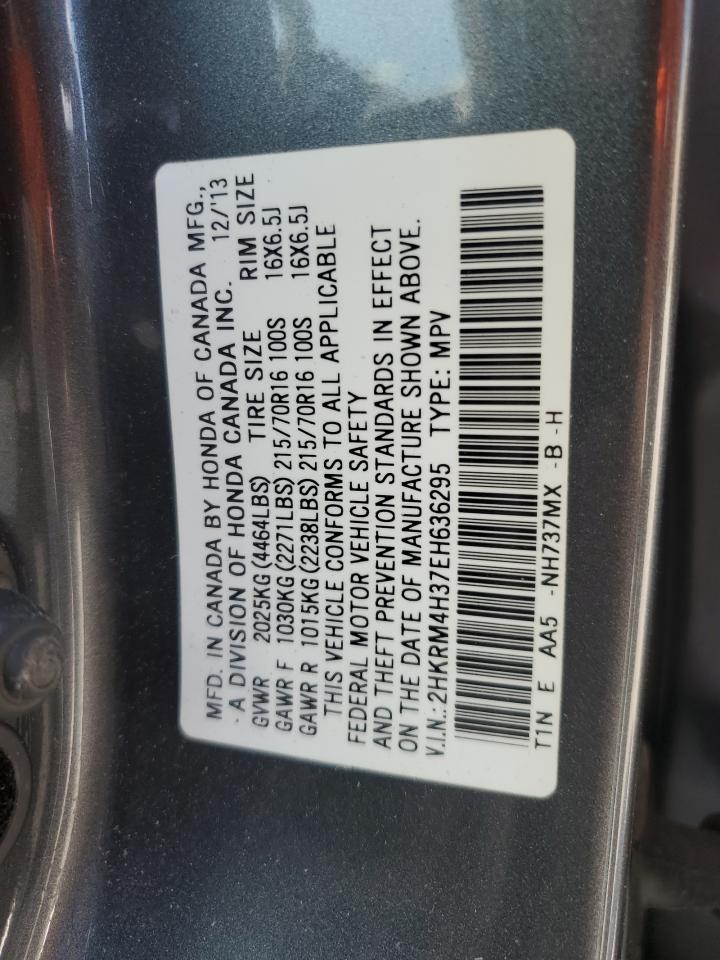 MFD. IN CANADA BY HONDA OF CANADA MFG.,
A DIVISION OF HONDA CANADA INC. 12/'13
GVWR 2025KG(4464LBS) TIRE SIZE RIM SIZE
GAWR F 1030KG(2271LBS)215/70R16 100S 16X6.5J
GAWR R 1015KG(2238LBS)215/70R16 100S 16X6.5J
THIS VEHICLE CONFORMS TO ALL APPLICABLE
FEDERAL MOTOR VEHICLE SAFETY
AND THEFT PREVENTION STANDARDS IN EFFECT
ON THE DATE OF MANUFACTURE SHOWN ABOVE.
V.I.N.:2HKRM4H37EH636295 TYPE: MPV
T1N E AA5 -NH737MX -B -H